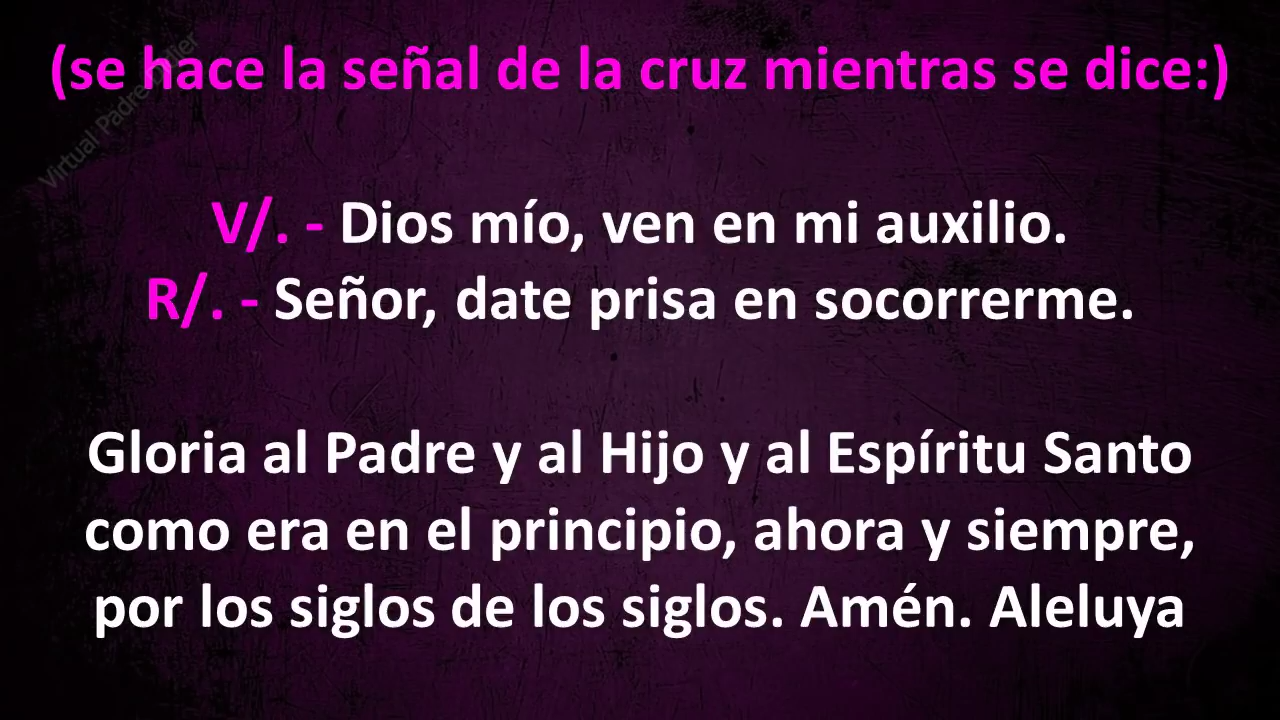 (se hace la señal de la cruz mientras se dice:)
Virtual Padre
V/. - Dios mío, ven en mi auxilio.
R/. - Señor, date prisa en socorrerme.
Gloria al Padre y al Hijo y al Espíritu Santo
como era en el principio, ahora y siempre,
por los siglos de los siglos. Amén. Aleluya